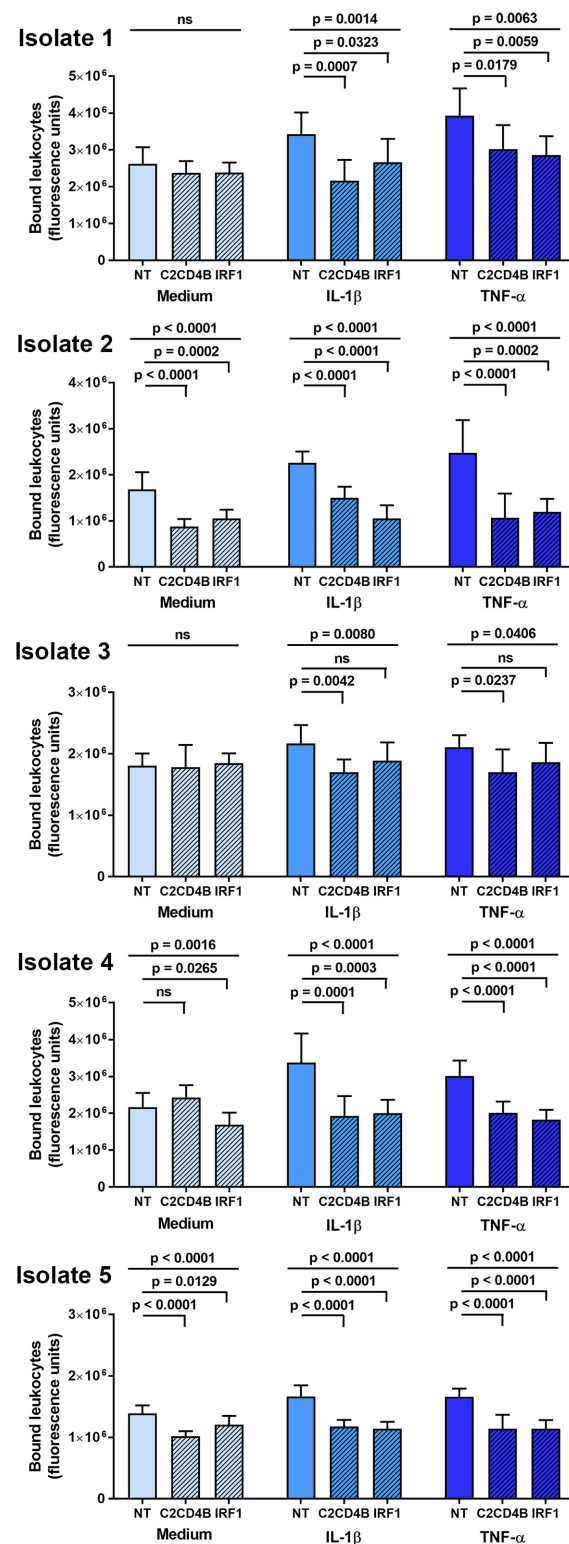 Isolate 1
ns
p = 0.0014
p = 0.0323
p = 0.0007
p = 0.0063
p = 0.0059
p = 0.0179
Bound leukocytes
(fluorescence units)
5×10⁶
4×10⁶
3×10⁶
2×10⁶
1×10⁶
0
NT C2CD4B IRF1 NT C2CD4B IRF1 NT C2CD4B IRF1
Medium IL-1β TNF-α
Isolate 2
p < 0.0001
p = 0.0002
p < 0.0001
p < 0.0001
p < 0.0001
p < 0.0001
p < 0.0001
p = 0.0002
p < 0.0001
Bound leukocytes
(fluorescence units)
4×10⁶
3×10⁶
2×10⁶
1×10⁶
0
NT C2CD4B IRF1 NT C2CD4B IRF1 NT C2CD4B IRF1
Medium IL-1β TNF-α
Isolate 3
ns
p = 0.0080
ns
p = 0.0042
p = 0.0406
ns
p = 0.0237
Bound leukocytes
(fluorescence units)
3×10⁶
2×10⁶
1×10⁶
0
NT C2CD4B IRF1 NT C2CD4B IRF1 NT C2CD4B IRF1
Medium IL-1β TNF-α
Isolate 4
p = 0.0016
p = 0.0265
ns
p < 0.0001
p = 0.0003
p = 0.0001
p < 0.0001
p < 0.0001
p < 0.0001
Bound leukocytes
(fluorescence units)
5×10⁶
4×10⁶
3×10⁶
2×10⁶
1×10⁶
0
NT C2CD4B IRF1 NT C2CD4B IRF1 NT C2CD4B IRF1
Medium IL-1β TNF-α
Isolate 5
p < 0.0001
p = 0.0129
p < 0.0001
p < 0.0001
p < 0.0001
p < 0.0001
p < 0.0001
p < 0.0001
p < 0.0001
Bound leukocytes
(fluorescence units)
3×10⁶
2×10⁶
1×10⁶
0
NT C2CD4B IRF1 NT C2CD4B IRF1 NT C2CD4B IRF1
Medium IL-1β TNF-α